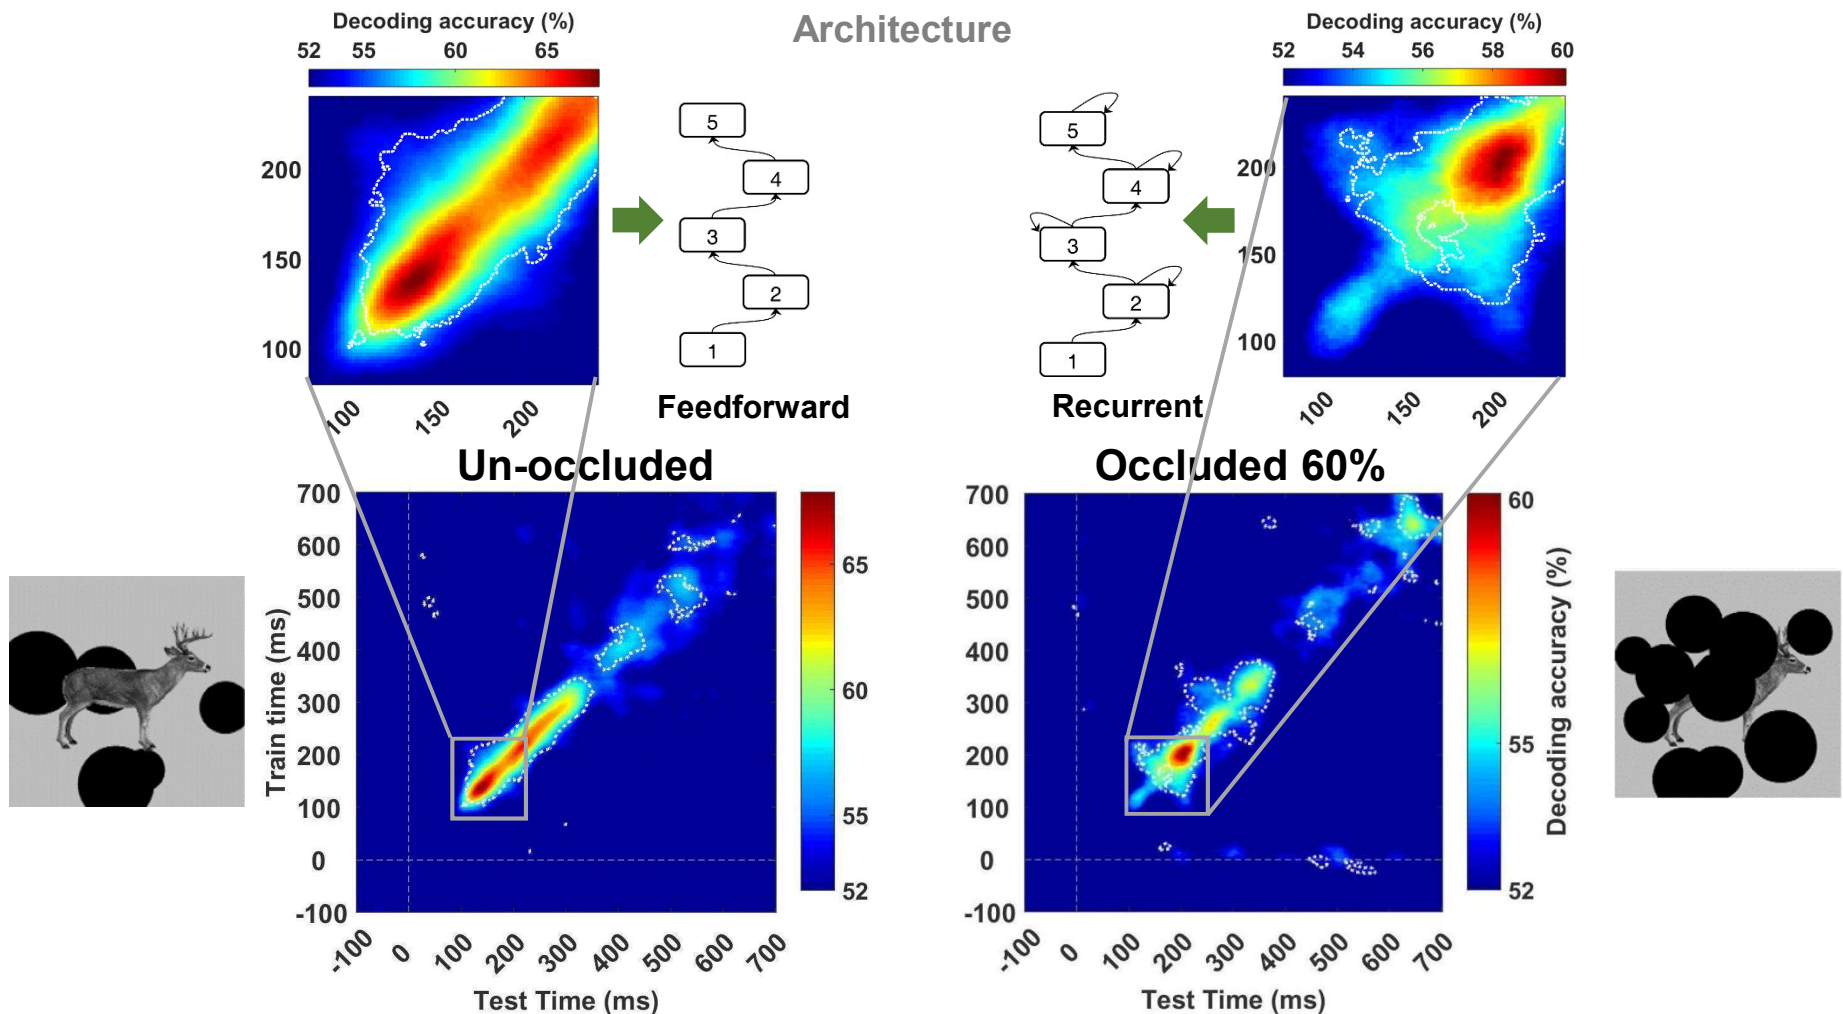 Architecture
Decoding accuracy (%)
52 55 60 65
200
150
100
100 150 200
5
4
3
2
1
Feedforward
Decoding accuracy (%)
52 54 56 58 60
200
150
100
100 150 200
5
4
3
2
1
Recurrent
Un-occluded
700
600
500
400
300
200
100
0
-100
Train time (ms)
-100 0 100 200 300 400 500 600 700
Test Time (ms)
65
60
55
52
Occluded 60%
700
600
500
400
300
200
100
0
-100
-100 0 100 200 300 400 500 600 700
Test Time (ms)
60
55
52
Decoding accuracy (%)